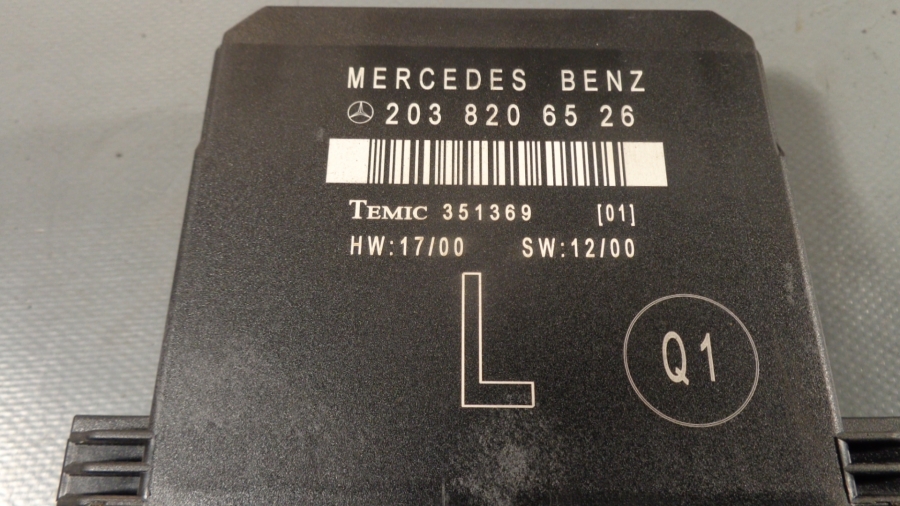 MERCEDES BENZ
203 820 65 26
TEMIC 351369 [01]
HW:17/00 SW:12/00
L
Q1